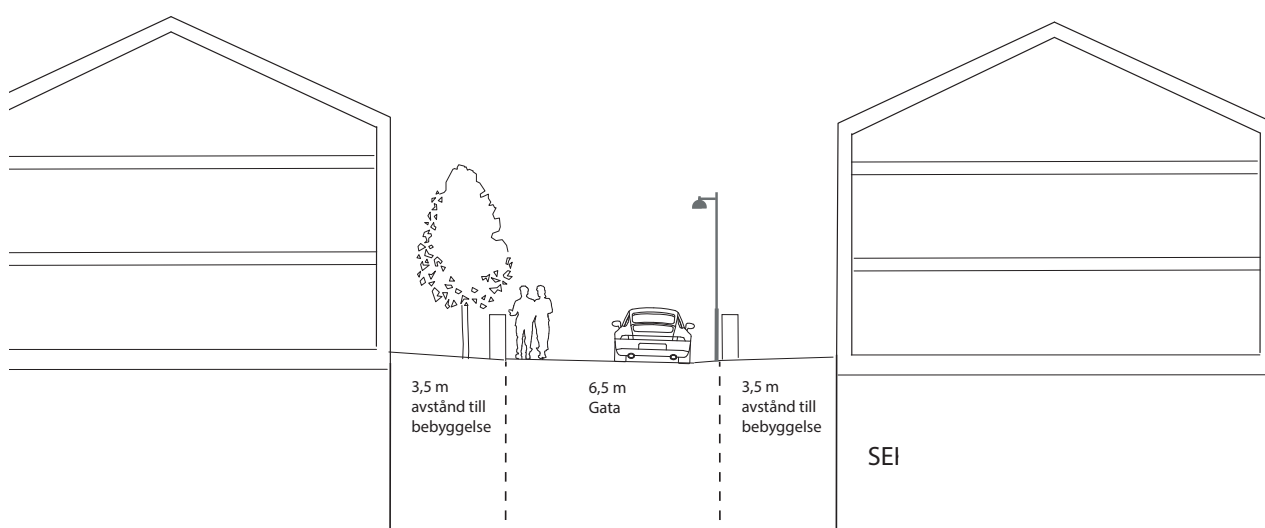 3,5 m
avstånd till
bebyggelse
6,5 m
Gata
3,5 m
avstånd till
bebyggelse